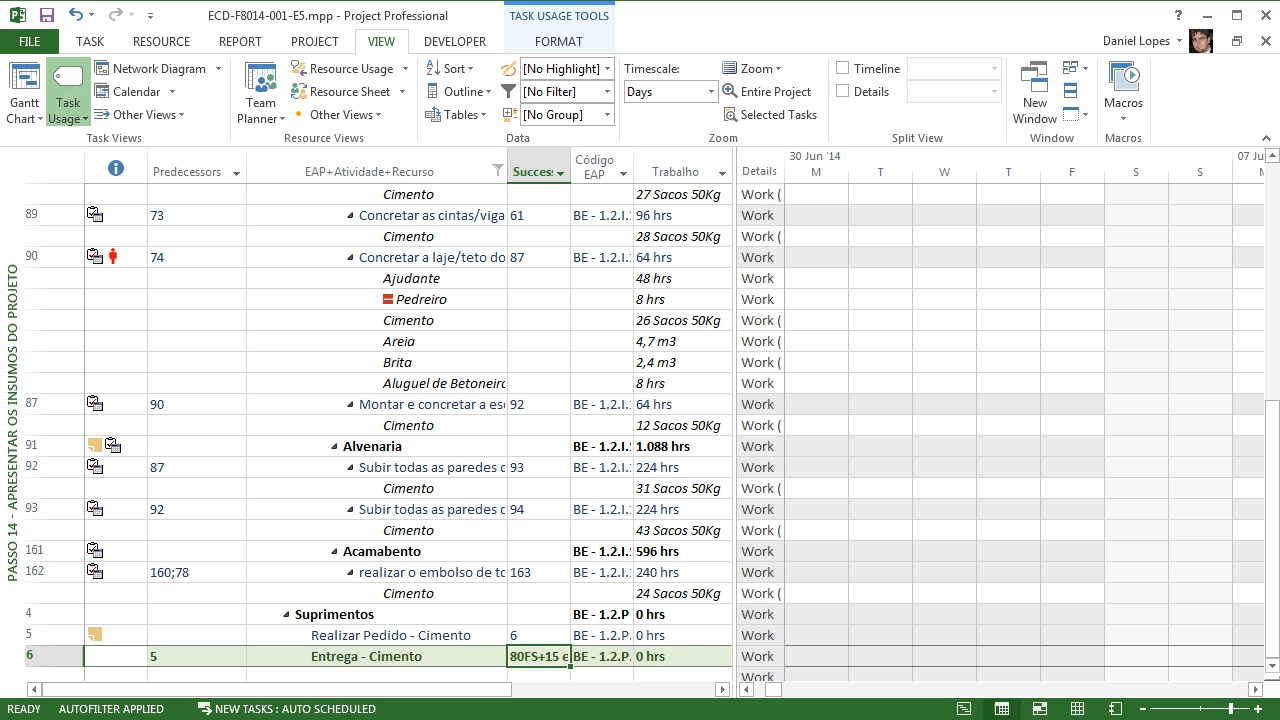 ECD-F8014-001-E5.mpp - Project Professional
TASK USAGE TOOLS
FILE TASK RESOURCE REPORT PROJECT VIEW DEVELOPER FORMAT
Daniel Lopes
Gantt Chart
Task Usage
Network Diagram
Calendar
Other Views
Task Views
Team Planner
Resource Usage
Resource Sheet
Other Views
Resource Views
Sort
Outline
Tables
[No Highlight]
[No Filter]
[No Group]
Data
Timescale:
Days
Zoom
Entire Project
Selected Tasks
Zoom
Timeline
Details
Split View
New Window
Window
Macros
Macros
PASSO 14 - APRESENTAR OS INSUMOS DO PROJETO
Predecessors EAP+Atividade+Recurso Succes Código EAP Trabalho Details
30 Jun '14 07 Ju
M T W T F S S M
Cimento 27 Sacos 50Kg Work (
89 73 Concretar as cintas/viga 61 BE - 1.2.I.: 96 hrs Work
Cimento 28 Sacos 50Kg Work (
90 74 Concretar a laje/teto do 87 BE - 1.2.I.: 64 hrs Work
Ajudante 48 hrs Work
Pedreiro 8 hrs Work
Cimento 26 Sacos 50Kg Work (
Areia 4,7 m3 Work (
Brita 2,4 m3 Work (
Aluguel de Betoneira 8 hrs Work
87 90 Montar e concretar a es 92 BE - 1.2.I.: 64 hrs Work
Cimento 12 Sacos 50Kg Work (
91 Alvenaria BE - 1.2.I.: 1.088 hrs Work
92 87 Subir todas as paredes d 93 BE - 1.2.I.: 224 hrs Work
Cimento 31 Sacos 50Kg Work (
93 92 Subir todas as paredes d 94 BE - 1.2.I.: 224 hrs Work
Cimento 43 Sacos 50Kg Work (
161 Acamabento BE - 1.2.I.: 596 hrs Work
162 160;78 realizar o embolso de to 163 BE - 1.2.I.: 240 hrs Work
Cimento 24 Sacos 50Kg Work (
4 Suprimentos BE - 1.2.P 0 hrs Work
5 Realizar Pedido - Cimento 6 BE - 1.2.P. 0 hrs Work
6 5 Entrega - Cimento 80FS+15 e BE - 1.2.P. 0 hrs Work
Work
READY AUTOFILTER APPLIED NEW TASKS : AUTO SCHEDULED